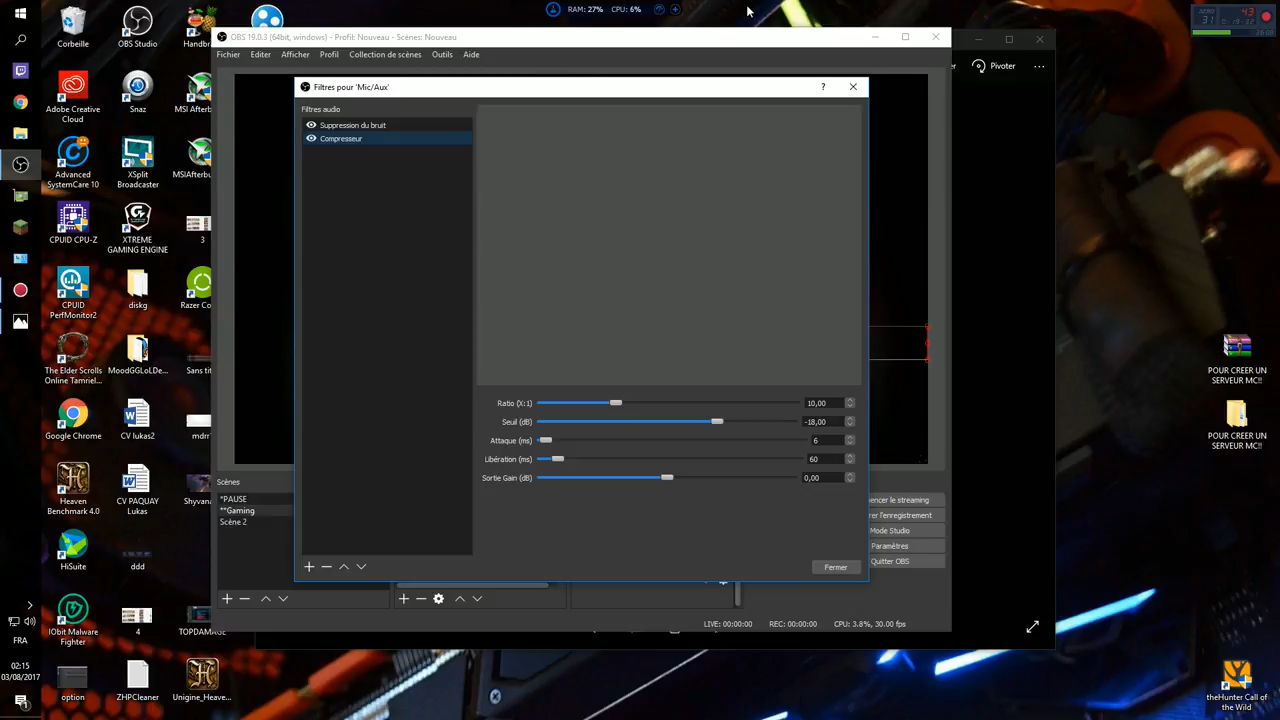 RAM: 27% CPU: 6%
43
31
Corbeille
OBS Studio
Handbr
OBS 19.0.3 (64bit, windows) - Profil: Nouveau - Scènes: Nouveau
Fichier Editer Afficher Profil Collection de scènes Outils Aide
er Pivoter ...
Filtres pour 'Mic/Aux'
?
Filtres audio
Suppression du bruit
Compresseur
Adobe Creative
Cloud
Snaz
MSI Afterb
Advanced
SystemCare 10
XSplit
Broadcaster
MSIAfterbu
CPUID CPU-Z
XTREME
GAMING ENGINE
3
CPUID
PerfMonitor2
diskg
Razer Co
The Elder Scrolls
Online Tamriel...
MoodGGLoLDe...
Sans tit
Google Chrome
CV lukas2
mdrr
Heaven
Benchmark 4.0
CV PAQUAY
Lukas
Shyvana
HiSuite
ddd
IObit Malware
Fighter
4
TOPDAMAGE
option
ZHPCleaner
Unigine_Heave...
Ratio (X:1) 10,00
Seuil (dB) -18,00
Attaque (ms) 6
Libération (ms) 60
Sortie Gain (dB) 0,00
Fermer
Scènes
*PAUSE
**Gaming
Scène 2
encer le streaming
rer l'enregistrement
Mode Studio
Paramètres
Quitter OBS
LIVE: 00:00:00 REC: 00:00:00 CPU: 3.8%, 30.00 fps
POUR CREER UN
SERVEUR MC!!
POUR CREER UN
SERVEUR MC!!
theHunter Call of
the Wild
FRA
02:15
03/08/2017